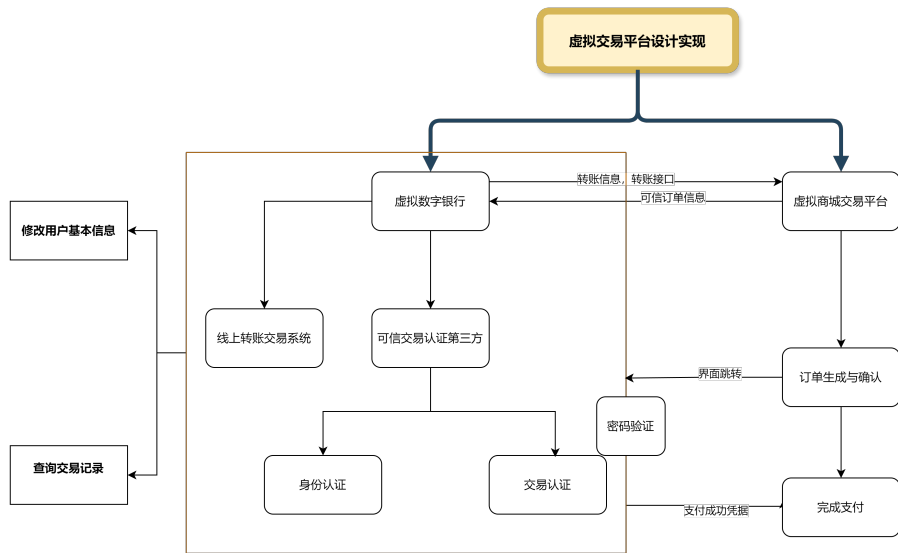 虚拟交易平台设计实现
转账信息，转账接口
虚拟数字银行
可信订单信息
虚拟商城交易平台
修改用户基本信息
线上转账交易系统
可信交易认证第三方
界面跳转
订单生成与确认
密码验证
查询交易记录
身份认证
交易认证
支付成功凭据
完成支付